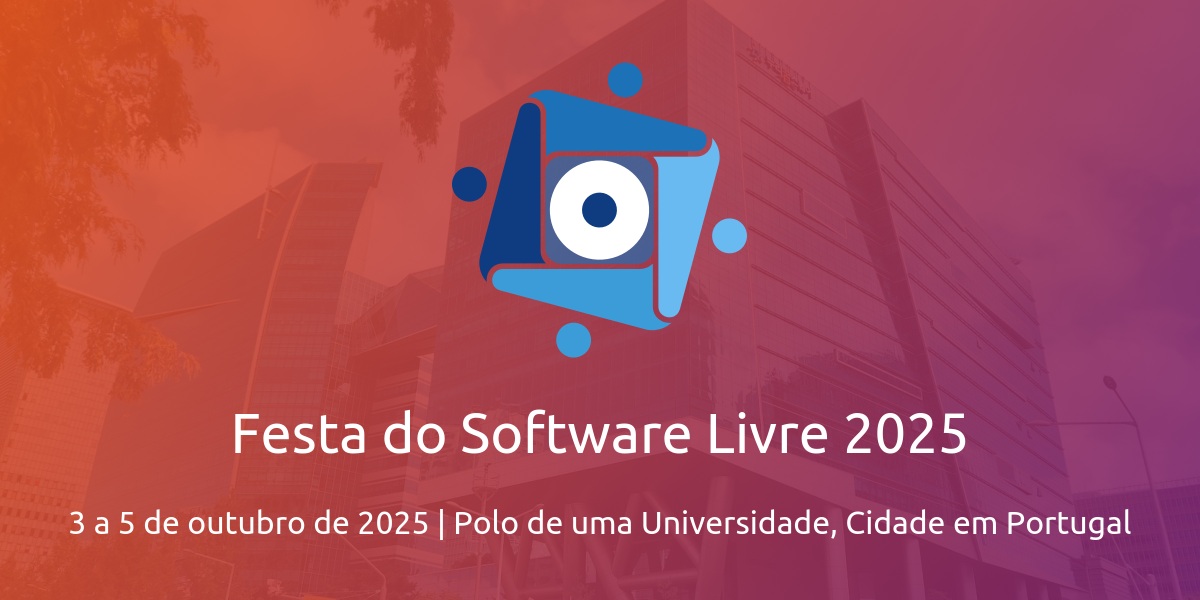 Festa do Software Livre 2025
3 a 5 de outubro de 2025 | Polo de uma Universidade, Cidade em Portugal